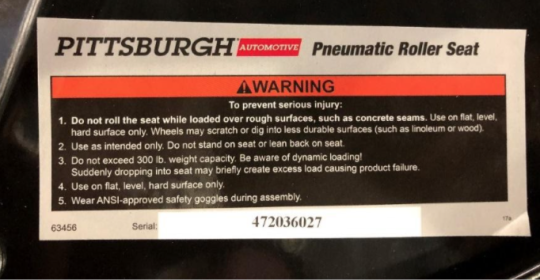 PITTSBURGH AUTOMOTIVE Pneumatic Roller Seat
WARNING
To prevent serious injury:
1. Do not roll the seat while loaded over rough surfaces, such as concrete seams. Use on flat, level,
hard surface only. Wheels may scratch or dig into less durable surfaces (such as linoleum or wood).
2. Use as intended only. Do not stand on seat or lean back on seat.
3. Do not exceed 300 lb. weight capacity. Be aware of dynamic loading!
Suddenly dropping into seat may briefly create excess load causing product failure.
4. Use on flat, level, hard surface only.
5. Wear ANSI-approved safety goggles during assembly.
63456 Serial: 472036027